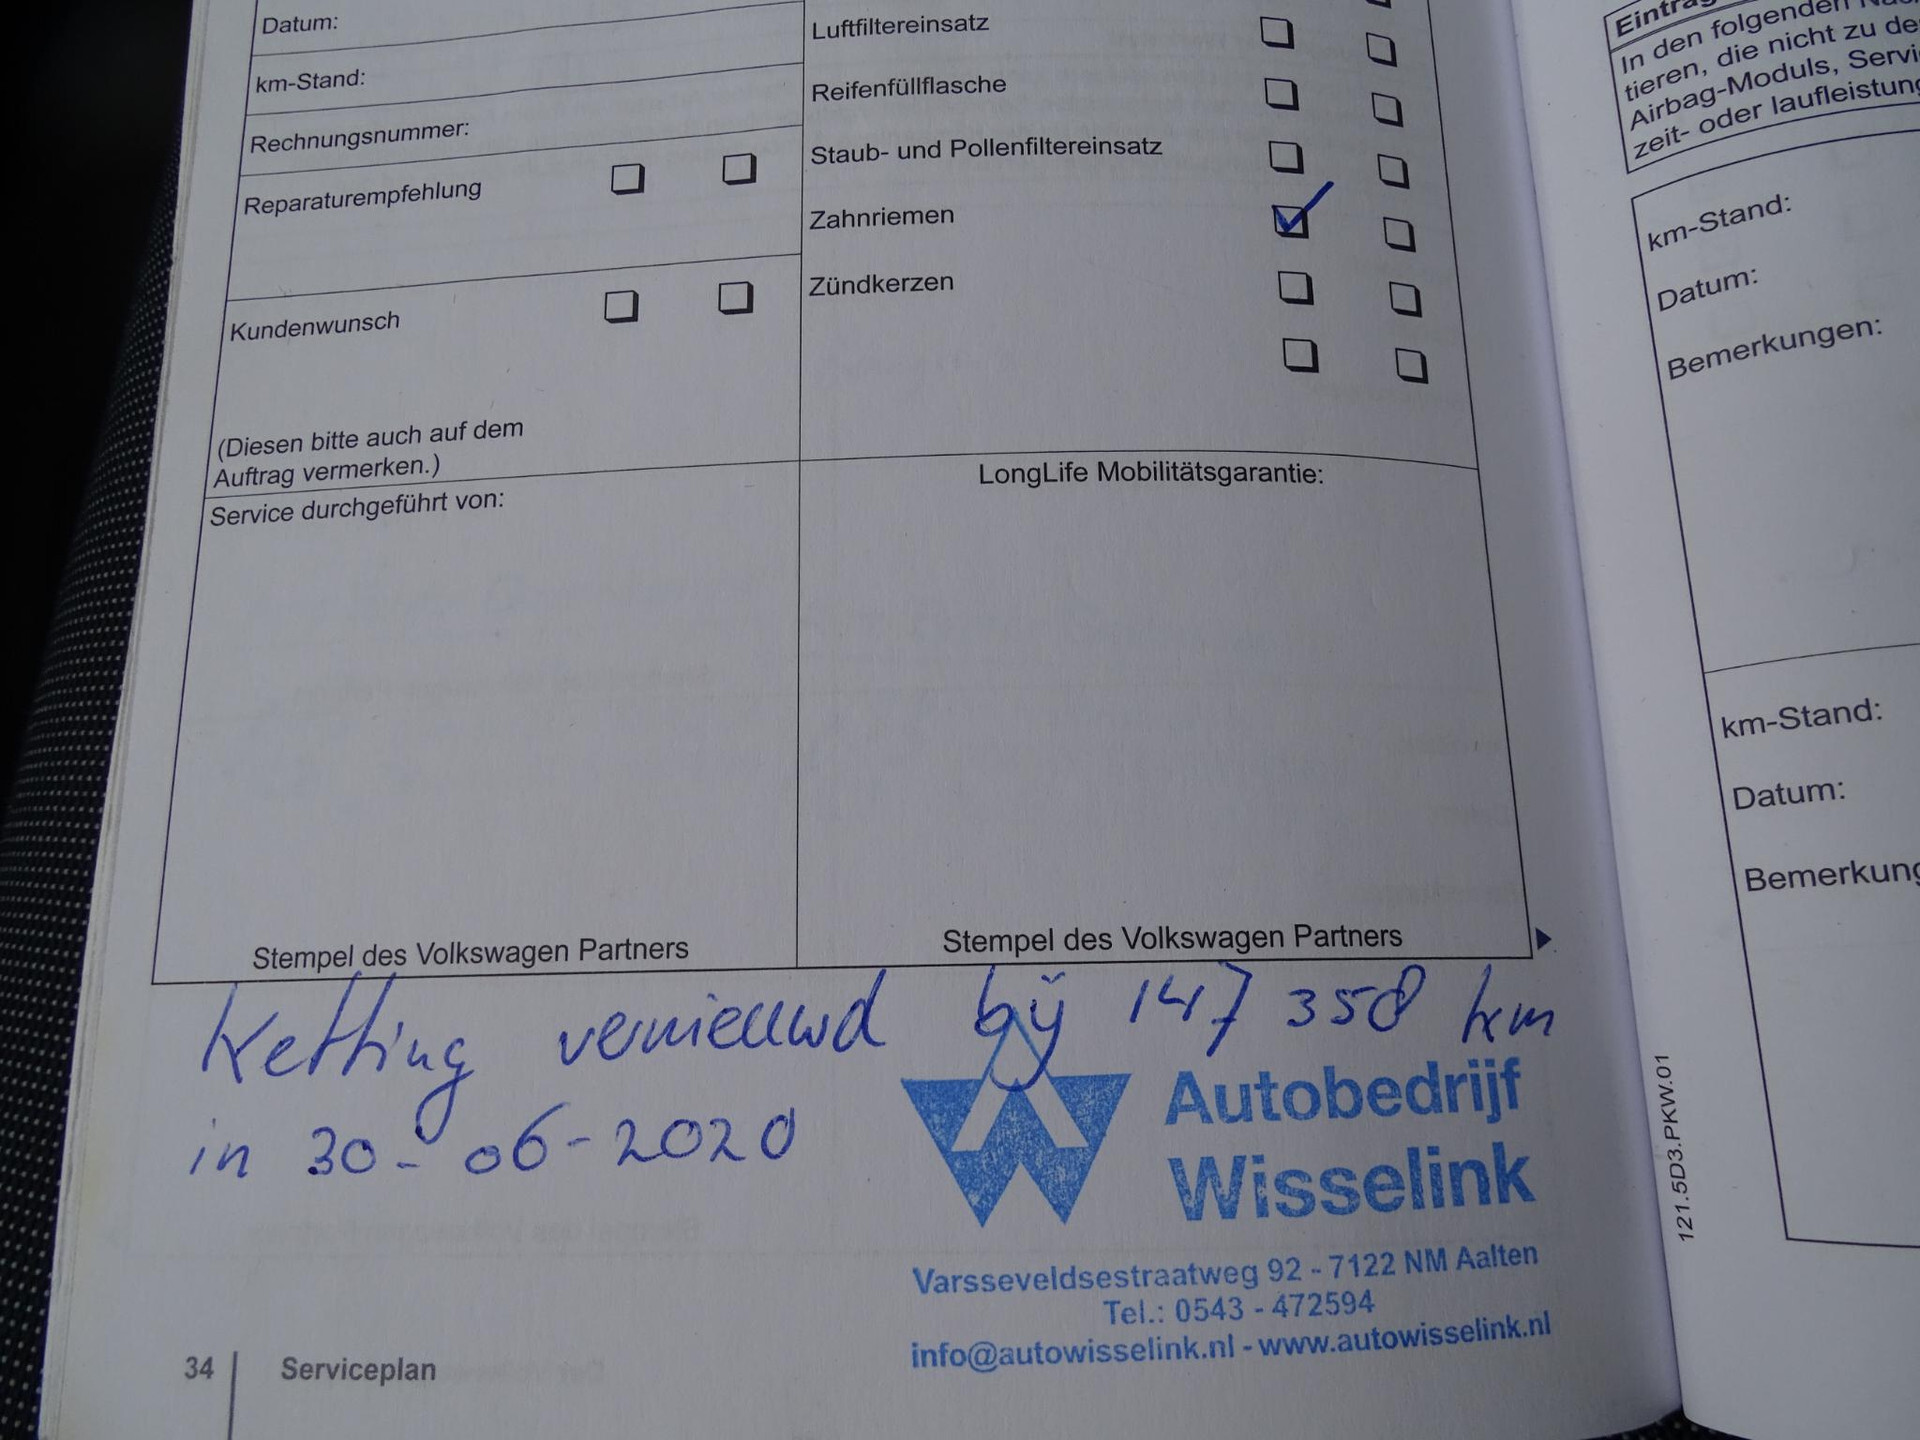 Datum:
km-Stand:
Rechnungsnummer:
Reparaturempfehlung
Kundenwunsch
(Diesen bitte auch auf dem
Auftrag vermerken.)
Luftfiltereinsatz
Reifenfüllflasche
Staub- und Pollenfiltereinsatz
Zahnriemen
Zündkerzen
Service durchgeführt von:
Stempel des Volkswagen Partners
LongLife Mobilitätsgarantie:
Stempel des Volkswagen Partners
Ketting vernieuwd bij 147 358 km
in 30-06-2020
Autobedrijf
Wisselink
Varsseveldsestraatweg 92 - 7122 NM Aalten
Tel.: 0543 - 472594
info@autowisselink.nl - www.autowisselink.nl
34 Serviceplan
121.5D3.PKW.01
In den folgenden
tieren, die nicht zu
Airbag-Moduls,
zeit- oder
km-Stand:
Datum:
Bemerkungen:
km-Stand:
Datum: